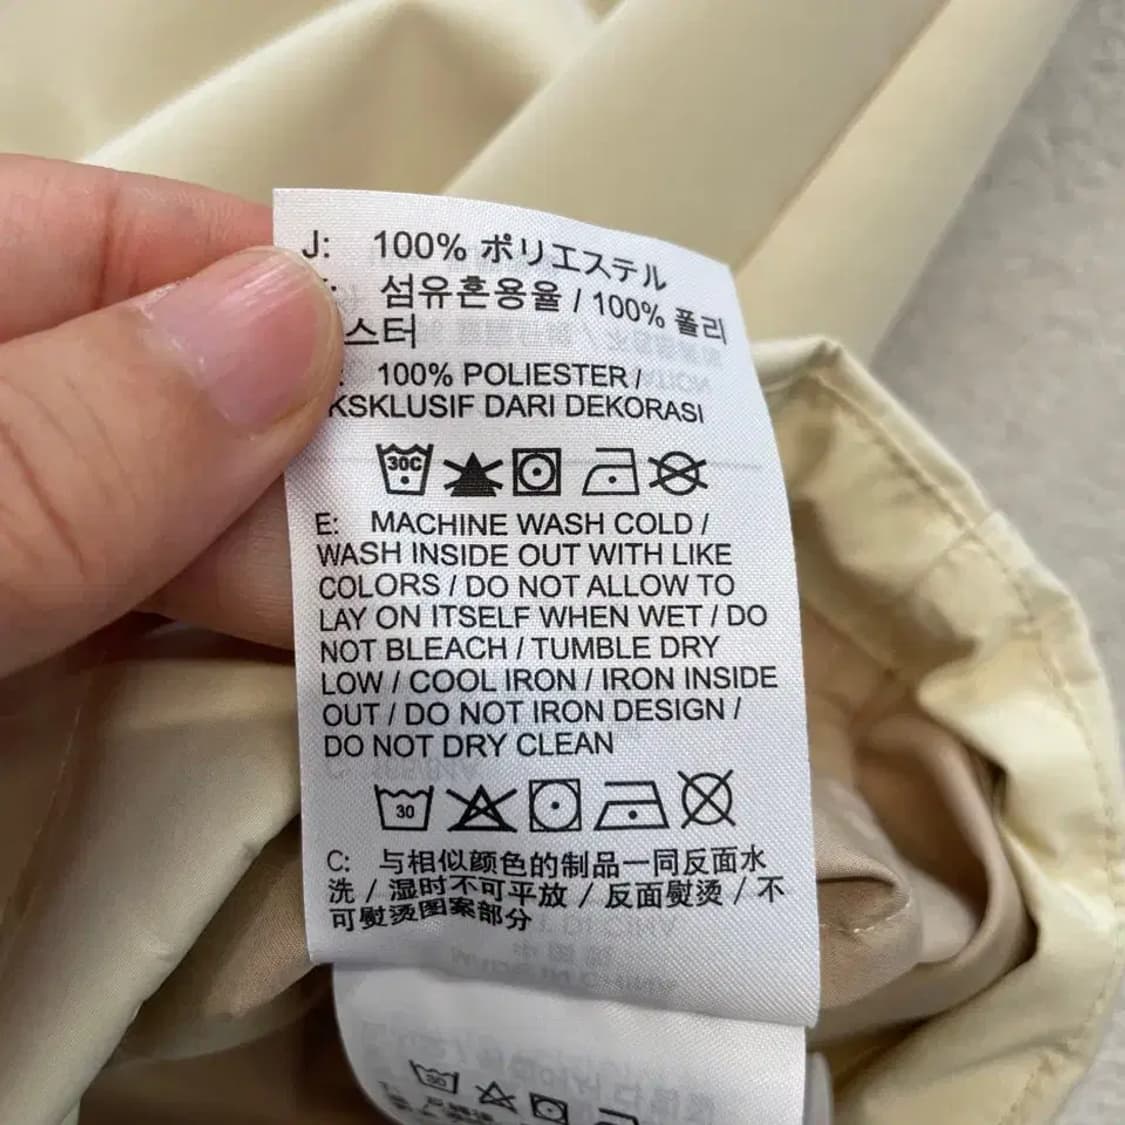 J: 100% ポリエステル
섬유혼용율 / 100% 폴리
스터
100% POLIESTER /
KSKLUSIF DARI DEKORASI
30C
E: MACHINE WASH COLD /
WASH INSIDE OUT WITH LIKE
COLORS / DO NOT ALLOW TO
LAY ON ITSELF WHEN WET / DO
NOT BLEACH / TUMBLE DRY
LOW / COOL IRON / IRON INSIDE
OUT / DO NOT IRON DESIGN /
DO NOT DRY CLEAN
30
C: 与相似颜色的制品一同反面水
洗 / 湿时不可平放 / 反面熨烫 / 不
可熨烫图案部分
30